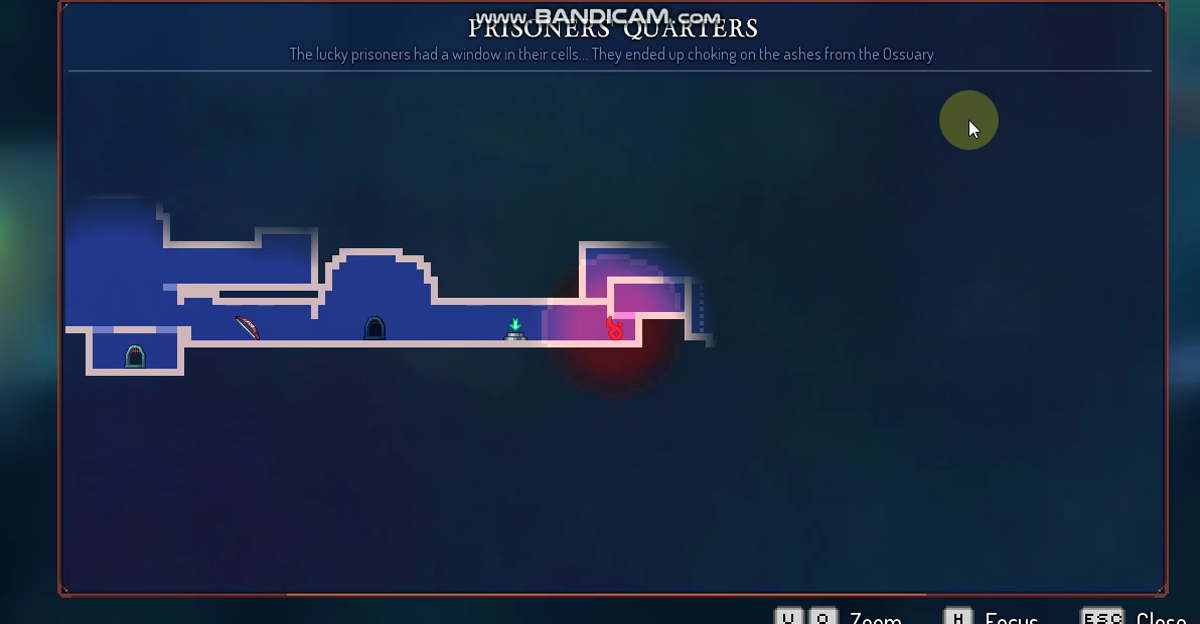 www.BANDICAM.com
PRISONERS' QUARTERS
The lucky prisoners had a window in their cells... They ended up choking on the ashes from the Ossuary.
Zoom
H Focus
ESC Close